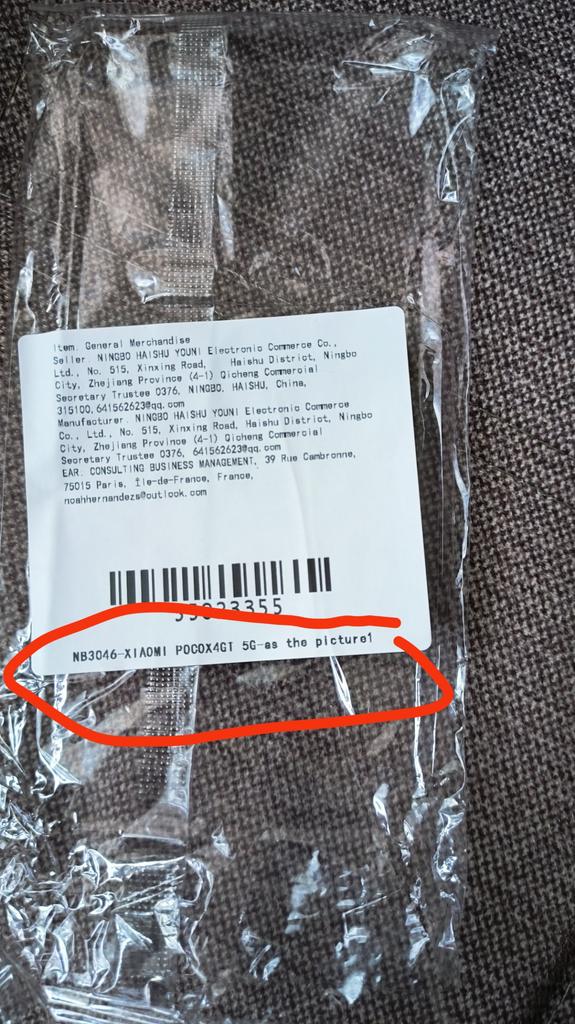 Item. General Merchandise
Seller. NINGBO HAISHU YOUNI Electronic Commerce Co.,
Ltd., No. 515, Xinxing Road, Haishu District, Ningbo
City, Zhejiang Province (4-1) Qicheng Commercial
Secretary Trustee 0376, NINGBO. HAISHU, China,
315100, 641562623@qq.com
Manufacturer. NINGBO HAISHU YOUNI Electronic Commerce
Co., Ltd., No. 515, Xinxing Road, Haishu District, Ningbo
City, Zhejiang Province (4-1) Qicheng Commercial
Secretary Trustee 0376, 641562623@qq.com
EAR. CONSULTING BUSINESS MANAGEMENT, 39 Rue Cambronne,
75015 Paris, Île-de-France, France,
noahhernandezs@outlook.com
55023355
NB3046-XIAOMI POCOX4GT 5G-as the picture1